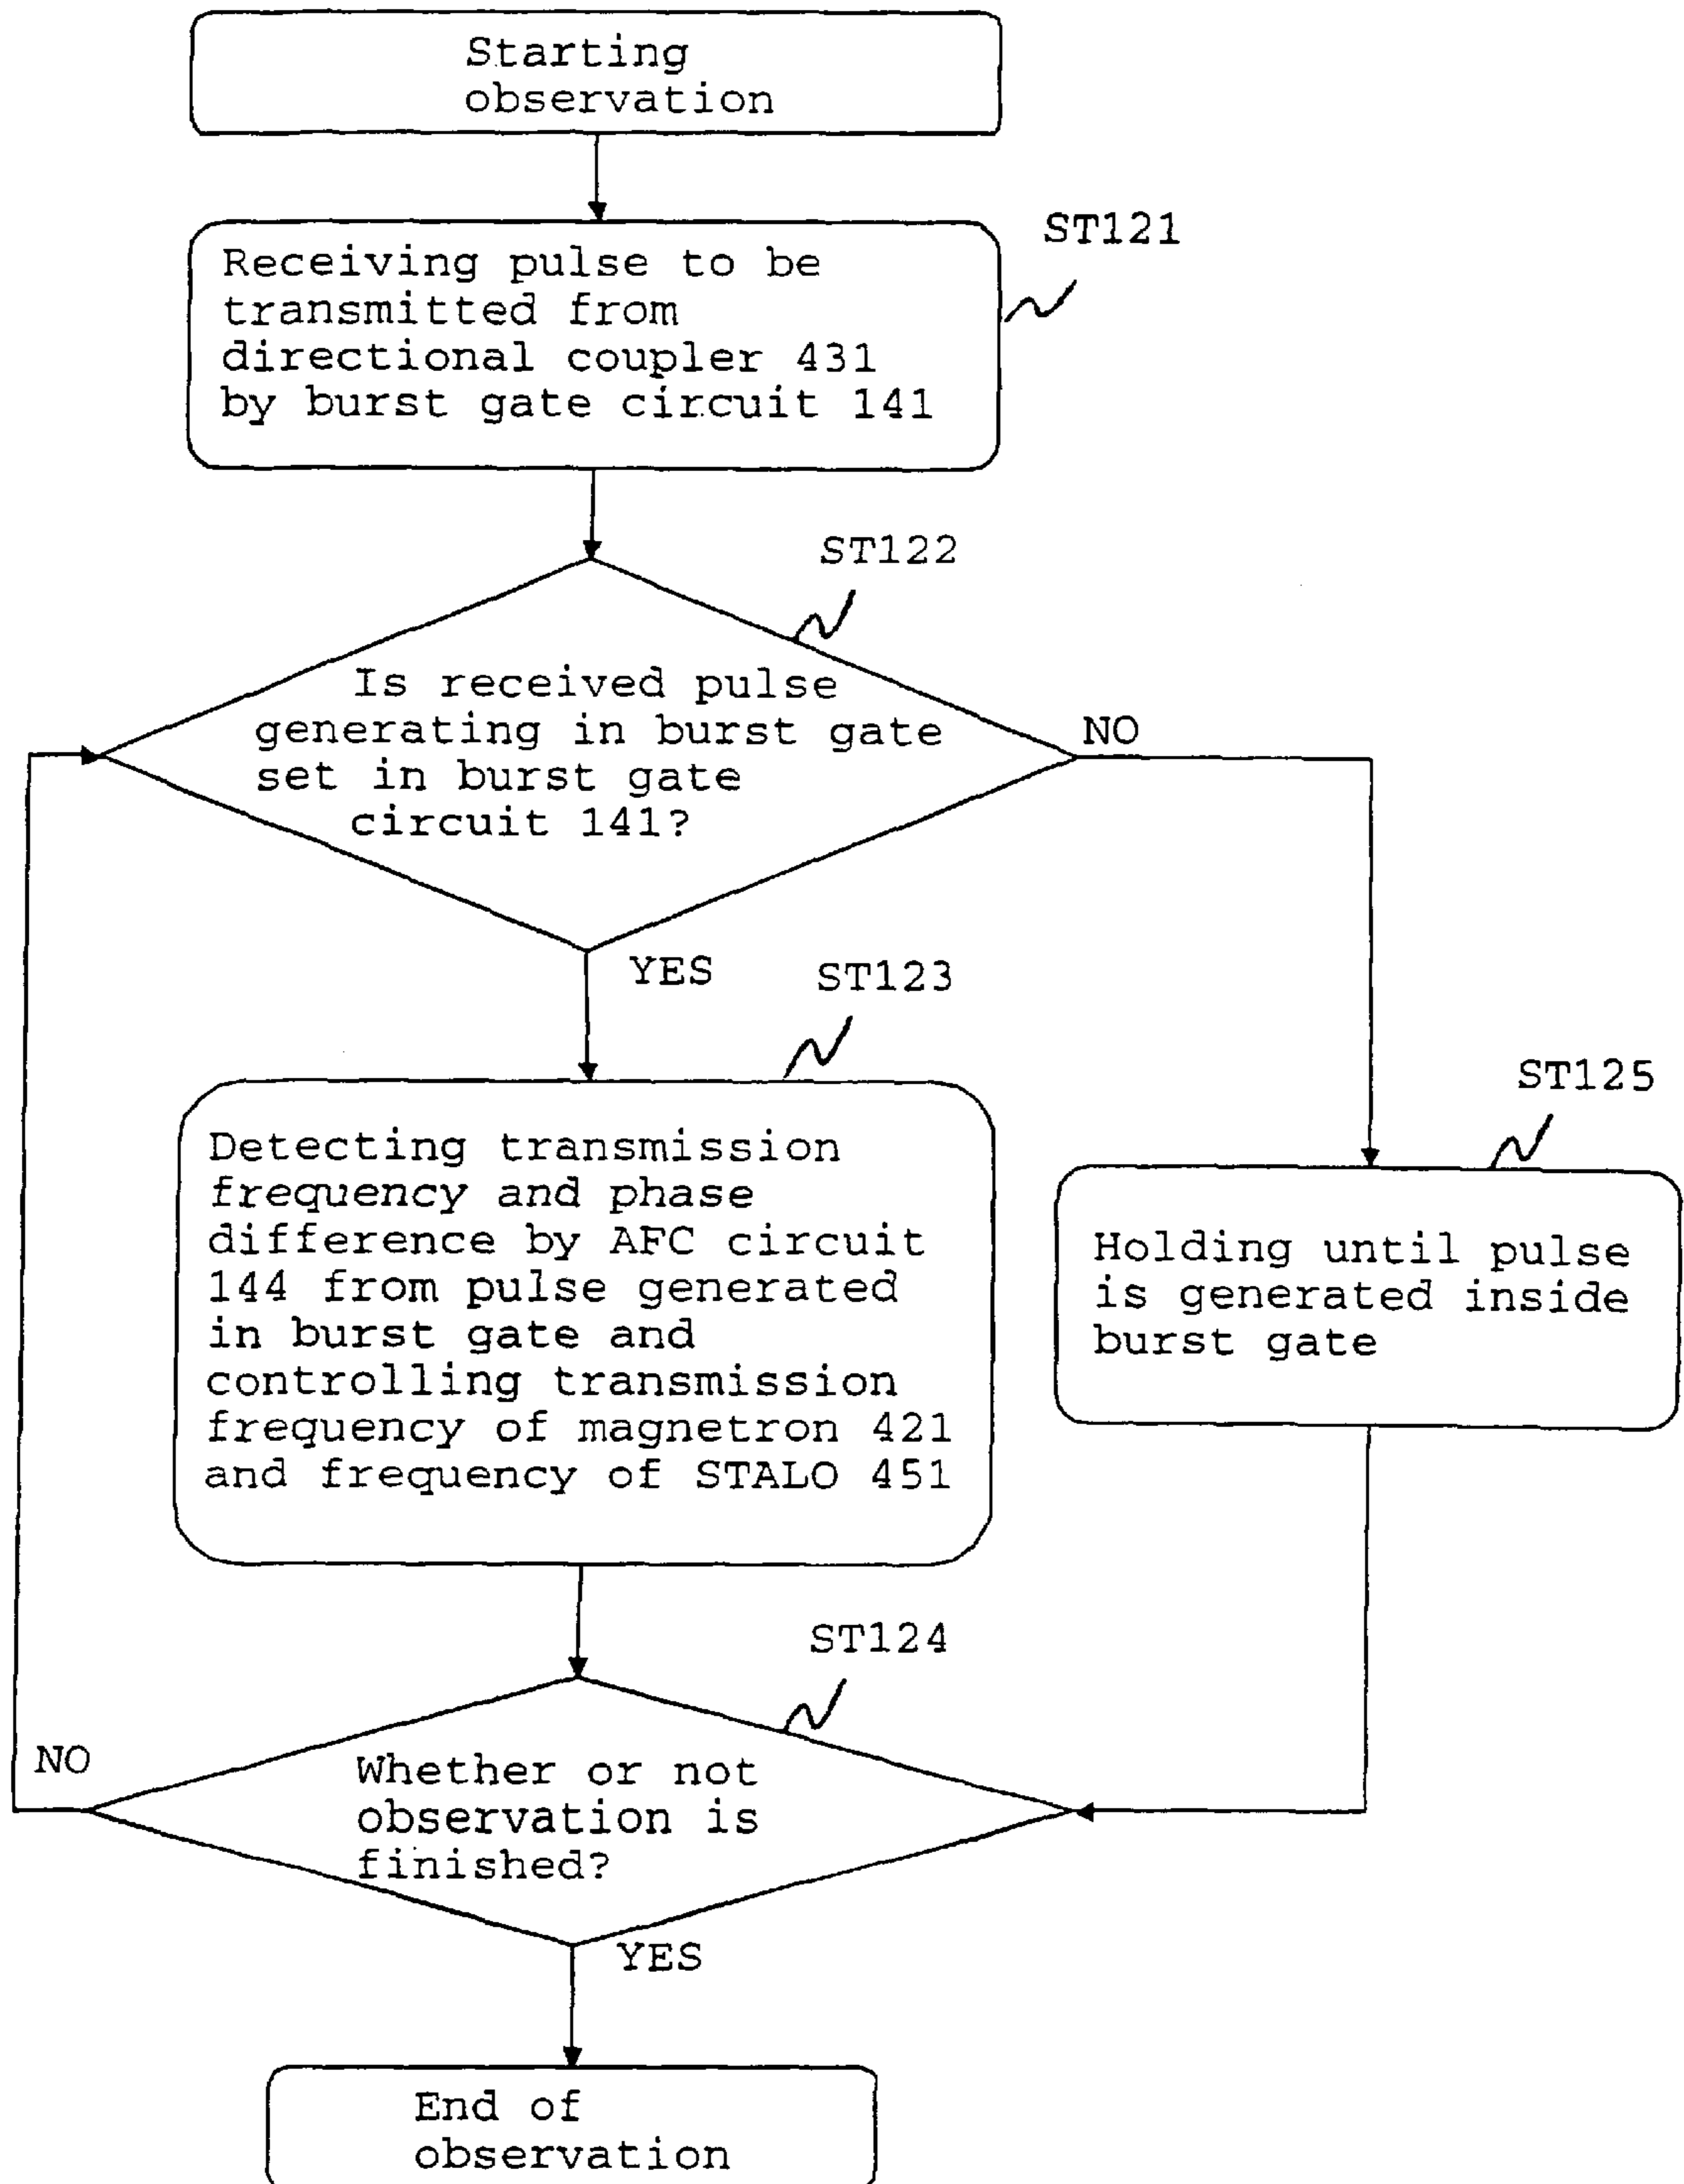 Starting
observation
ST121
Receiving pulse to be
transmitted from
directional coupler 431
by burst gate circuit 141
ST122
Is received pulse
generating in burst gate
set in burst gate
circuit 141?
NO
YES
ST123
Detecting transmission
frequency and phase
difference by AFC circuit
144 from pulse generated
in burst gate and
controlling transmission
frequency of magnetron 421
and frequency of STALO 451
ST125
Holding until pulse
is generated inside
burst gate
ST124
Whether or not
observation is
finished?
NO
YES
End of
observation